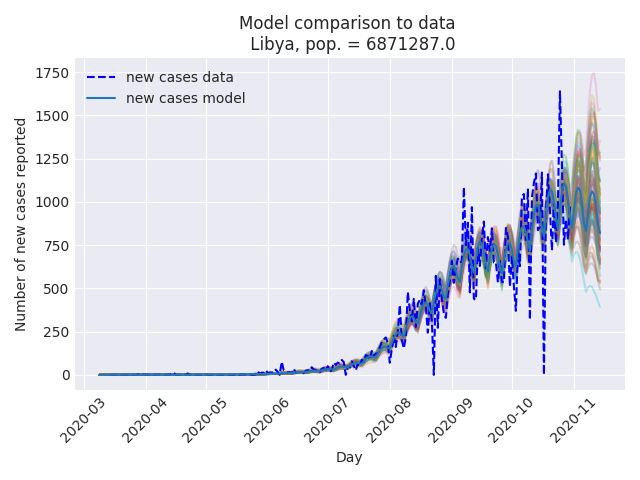 Model comparison to data
Libya, pop. = 6871287.0
new cases data
new cases model
Number of new cases reported
1750
1500
1250
1000
750
500
250
0
2020-03
2020-04
2020-05
2020-06
2020-07
2020-08
2020-09
2020-10
2020-11
Day